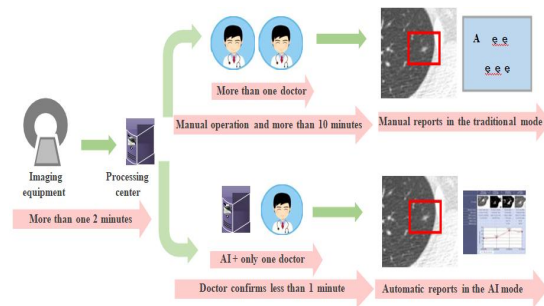 More than one doctor
Manual operation and more than 10 minutes
Manual reports in the traditional mode
A ẹ ẹ
ẹ ẹ ẹ
Imaging
equipment
Processing
center
More than one 2 minutes
AI+ only one doctor
Doctor confirms less than 1 minute
Automatic reports in the AI mode